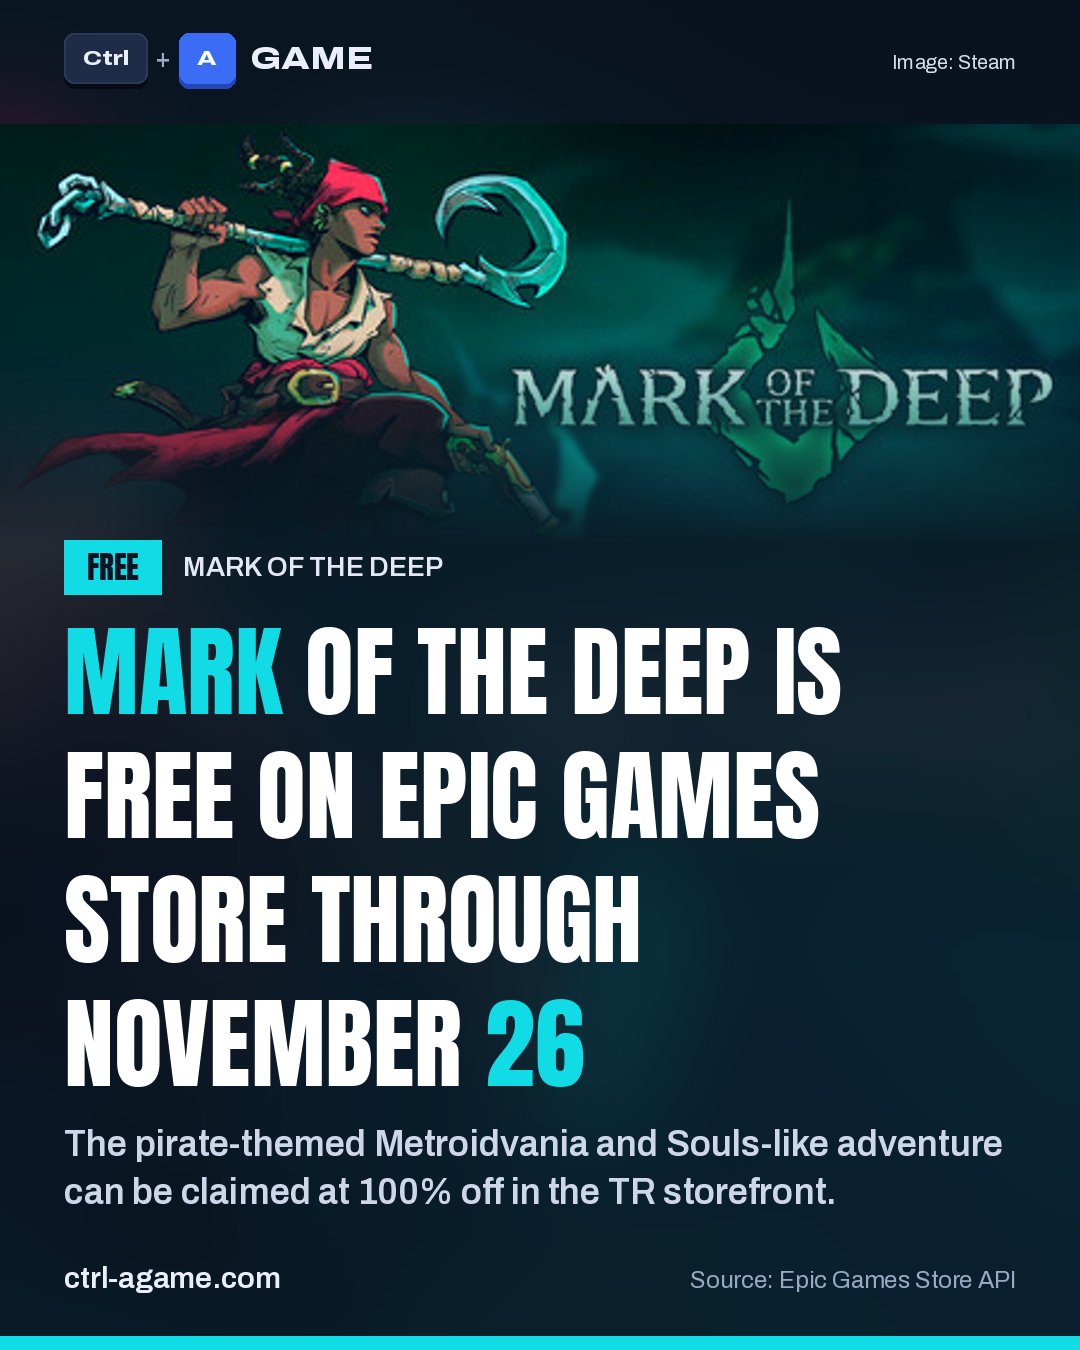 Ctrl + A GAME
Image: Steam
MARK OF THE DEEP
FREE MARK OF THE DEEP
MARK OF THE DEEP IS
FREE ON EPIC GAMES
STORE THROUGH
NOVEMBER 26
The pirate-themed Metroidvania and Souls-like adventure
can be claimed at 100% off in the TR storefront.
ctrl-agame.com
Source: Epic Games Store API